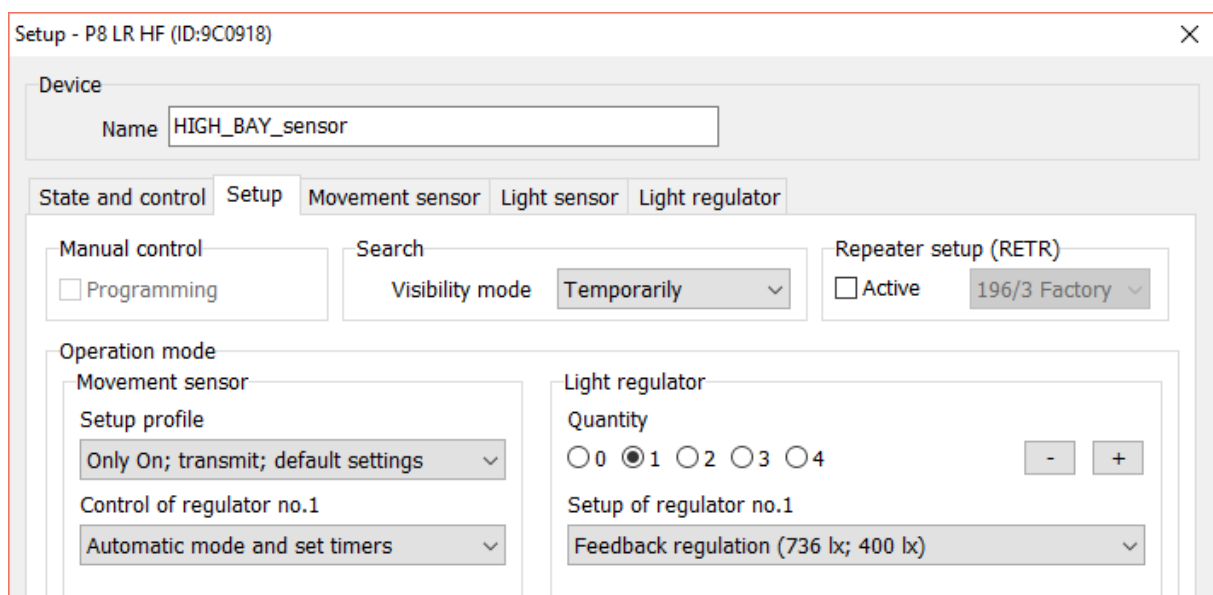 Setup - P8 LR HF (ID:9C0918)
Device
Name HIGH_BAY_sensor
State and control Setup Movement sensor Light sensor Light regulator
Manual control Search Repeater setup (RETR)
Programming Visibility mode Temporarily Active 196/3 Factory
Operation mode
Movement sensor Light regulator
Setup profile Quantity
Only On; transmit; default settings 0 1 2 3 4 - +
Control of regulator no.1 Setup of regulator no.1
Automatic mode and set timers Feedback regulation (736 lx; 400 lx)